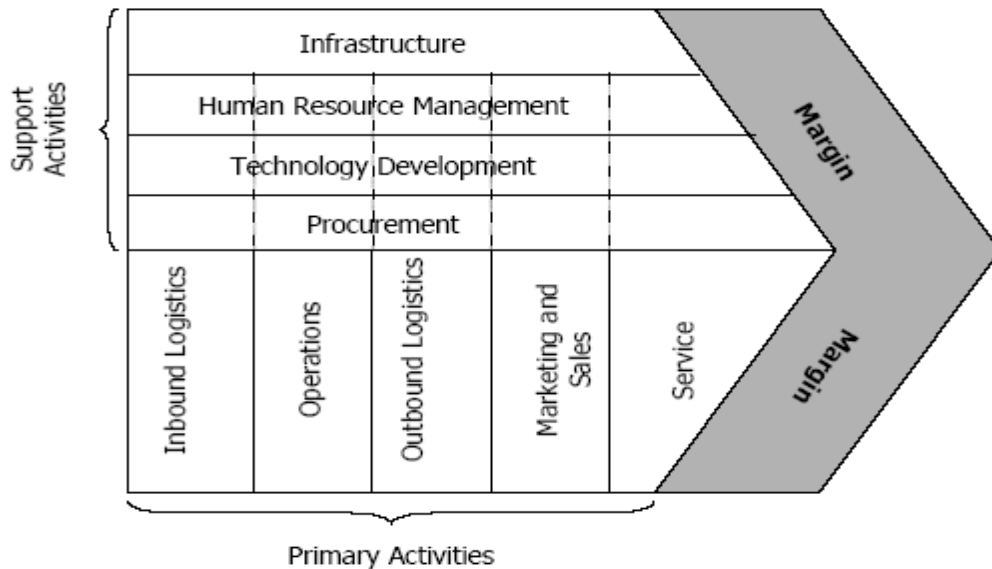 Support
Activities
Infrastructure
Human Resource Management
Technology Development
Procurement
Inbound Logistics
Operations
Outbound Logistics
Marketing and
Sales
Service
Margin
Margin
Primary Activities